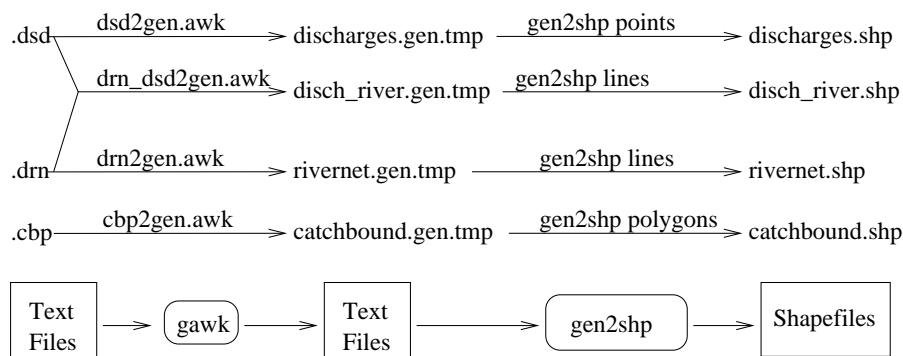 dsd2gen.awk gen2shp points
.dsd discharges.gen.tmp discharges.shp
drn_dsd2gen.awk gen2shp lines
disch_river.gen.tmp disch_river.shp
drn2gen.awk gen2shp lines
.drn rivernet.gen.tmp rivernet.shp
cbp2gen.awk gen2shp polygons
.cbp catchbound.gen.tmp catchbound.shp
Text
Files
gawk
Text
Files
gen2shp
Shapefiles